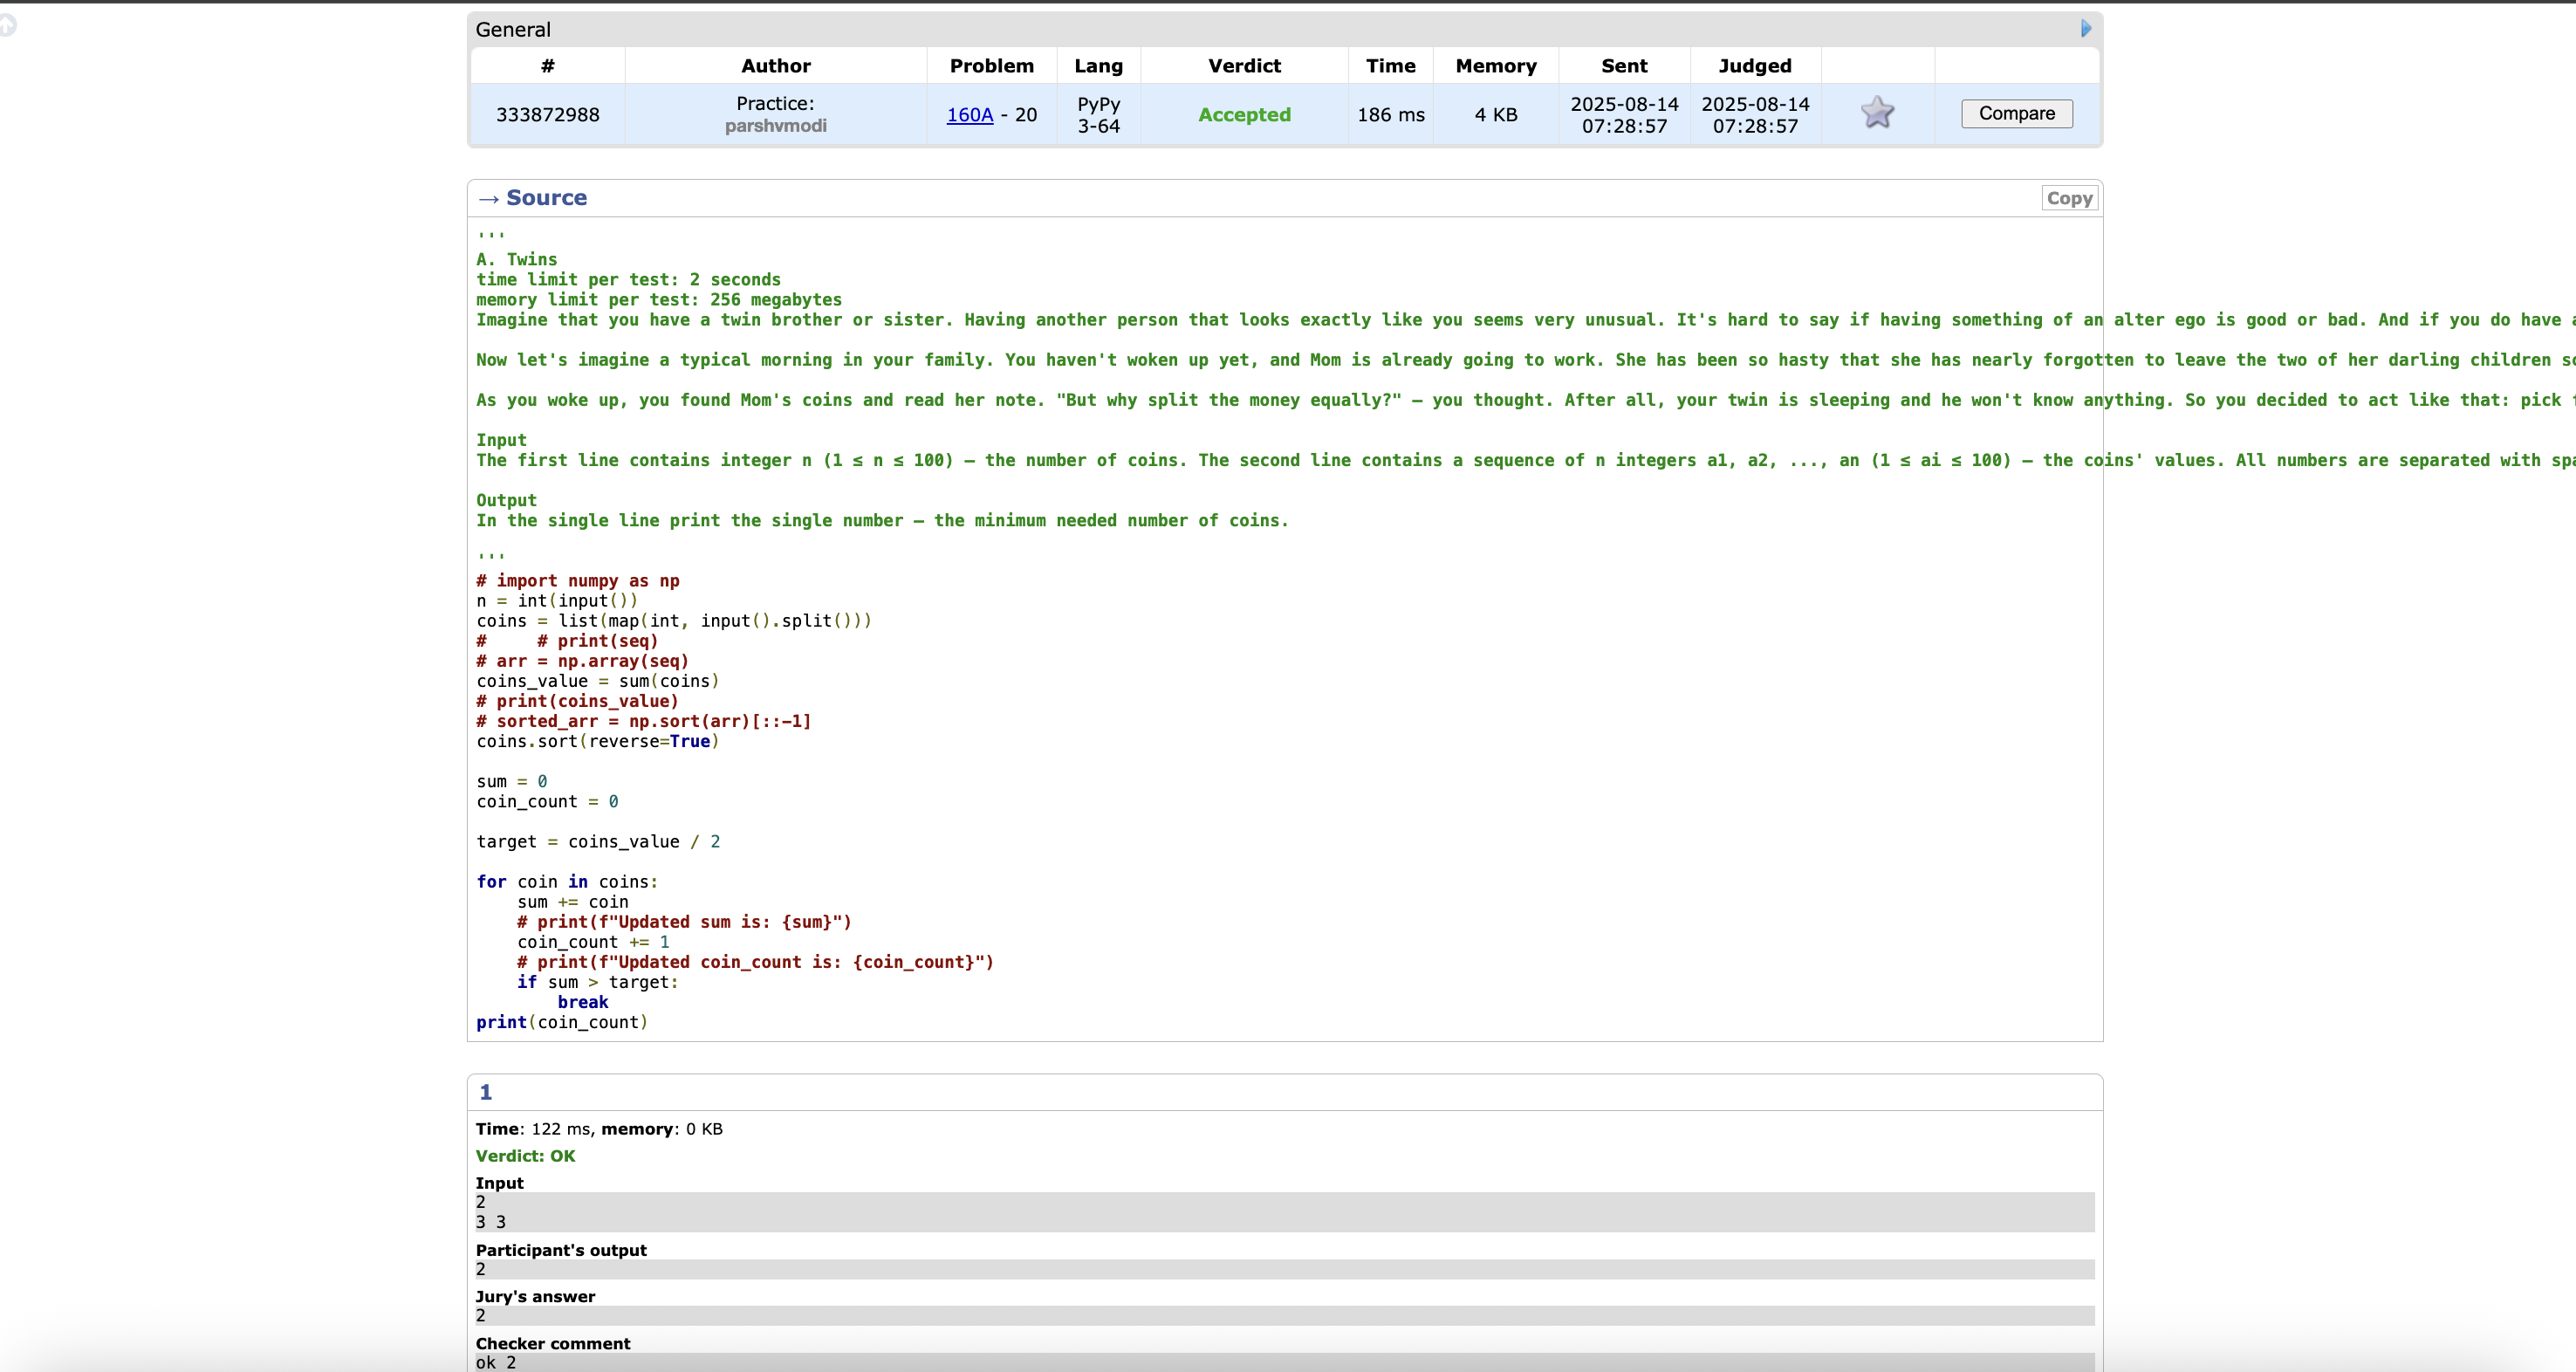 General
# Author Problem Lang Verdict Time Memory Sent Judged
333872988 Practice: parshvmodi 160A - 20 PyPy 3-64 Accepted 186 ms 4 KB 2025-08-14 07:28:57 2025-08-14 07:28:57 Compare
→ Source Copy
'''
A. Twins
time limit per test: 2 seconds
memory limit per test: 256 megabytes
Imagine that you have a twin brother or sister. Having another person that looks exactly like you seems very unusual. It's hard to say if having something of an alter ego is good or bad. And if you do have
Now let's imagine a typical morning in your family. You haven't woken up yet, and Mom is already going to work. She has been so hasty that she has nearly forgotten to leave the two of her darling children
As you woke up, you found Mom's coins and read her note. "But why split the money equally?" — you thought. After all, your twin is sleeping and he won't know anything. So you decided to act like that: pick
Input
The first line contains integer n (1 ≤ n ≤ 100) — the number of coins. The second line contains a sequence of n integers a1, a2, ..., an (1 ≤ ai ≤ 100) — the coins' values. All numbers are separated with
Output
In the single line print the single number — the minimum needed number of coins.
'''
# import numpy as np
n = int(input())
coins = list(map(int, input().split()))
#     # print(seq)
# arr = np.array(seq)
coins_value = sum(coins)
# print(coins_value)
# sorted_arr = np.sort(arr)[::-1]
coins.sort(reverse=True)
sum = 0
coin_count = 0
target = coins_value / 2
for coin in coins:
    sum += coin
    # print(f"Updated sum is: {sum}")
    coin_count += 1
    # print(f"Updated coin_count is: {coin_count}")
    if sum > target:
        break
print(coin_count)
1
Time: 122 ms, memory: 0 KB
Verdict: OK
Input
2
3 3
Participant's output
2
Jury's answer
2
Checker comment
ok 2